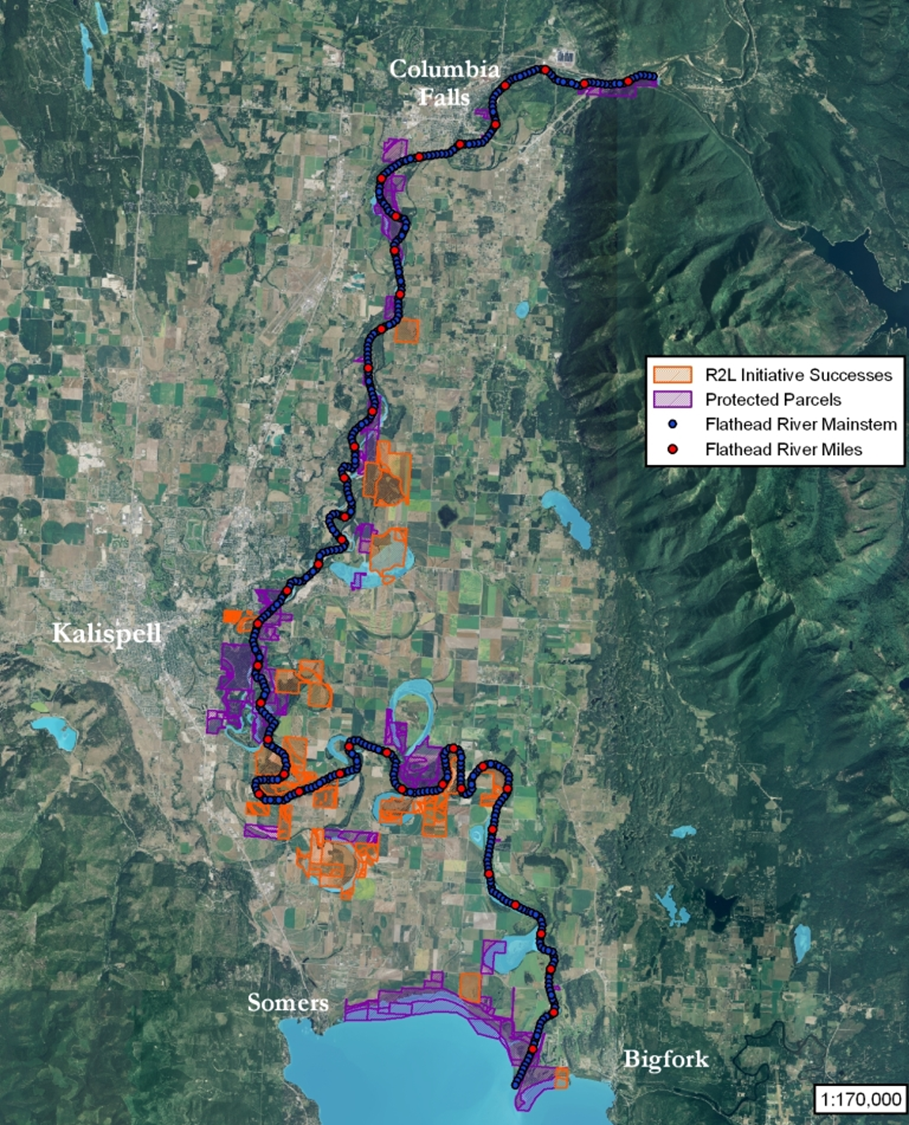 Columbia
Falls
R2L Initiative Successes
Protected Parcels
Flathead River Mainstem
Flathead River Miles
Kalispell
Somers
Bigfork
1:170,000